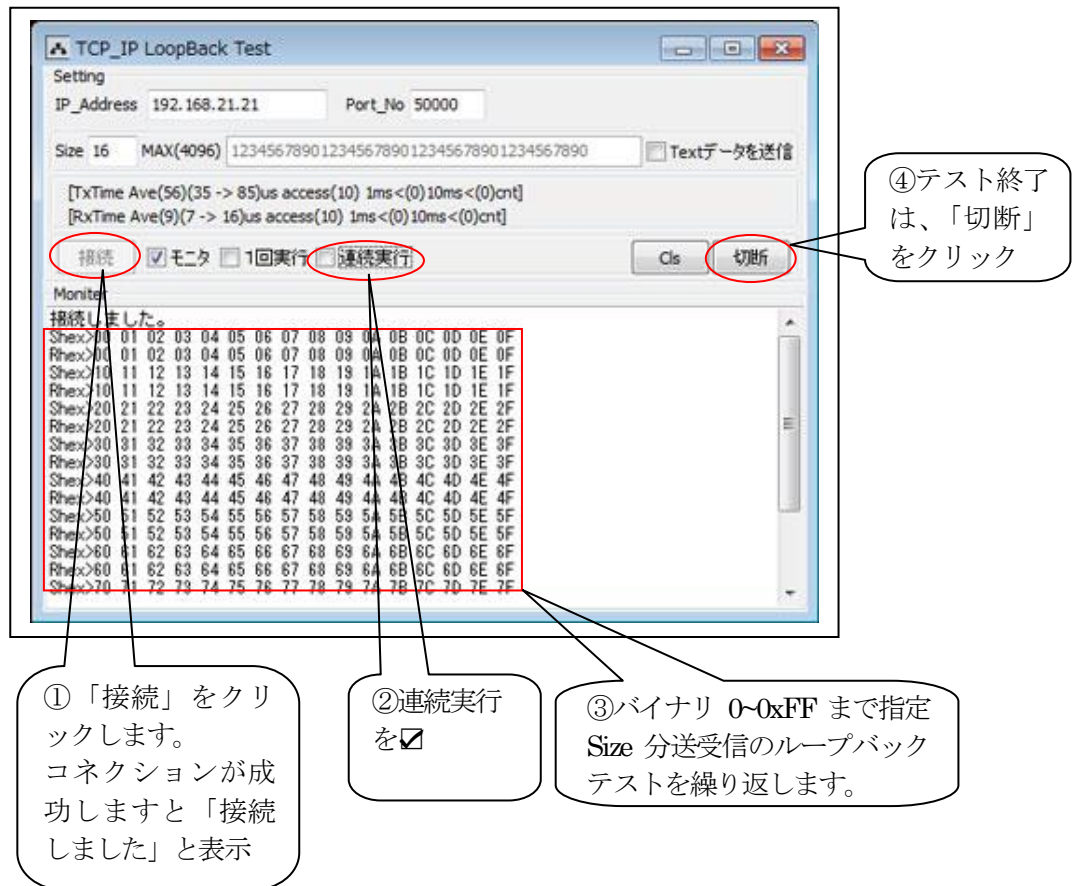 TCP_IP LoopBack Test
Setting
IP_Address 192.168.21.21 Port_No 50000
Size 16 MAX(4096) 1234567890123456789012345678901234567890 Textデータを送信
[TxTime Ave(56)(35 -> 85)us access(10) 1ms<(0)10ms<(0)cnt]
[RxTime Ave(9)(7 -> 16)us access(10) 1ms<(0)10ms<(0)cnt]
接続 モニタ 1回実行 連続実行 Cls 切断
Moniter
接続しました。
Shex>00 01 02 03 04 05 06 07 08 09 0A 0B 0C 0D 0E 0F
Rhex>00 01 02 03 04 05 06 07 08 09 0A 0B 0C 0D 0E 0F
Shex>10 11 12 13 14 15 16 17 18 19 1A 1B 1C 1D 1E 1F
Rhex>10 11 12 13 14 15 16 17 18 19 1A 1B 1C 1D 1E 1F
Shex>20 21 22 23 24 25 26 27 28 29 2A 2B 2C 2D 2E 2F
Rhex>20 21 22 23 24 25 26 27 28 29 2A 2B 2C 2D 2E 2F
Shex>30 31 32 33 34 35 36 37 38 39 3A 3B 3C 3D 3E 3F
Rhex>30 31 32 33 34 35 36 37 38 39 3A 3B 3C 3D 3E 3F
Shex>40 41 42 43 44 45 46 47 48 49 4A 4B 4C 4D 4E 4F
Rhex>40 41 42 43 44 45 46 47 48 49 4A 4B 4C 4D 4E 4F
Shex>50 51 52 53 54 55 56 57 58 59 5A 5B 5C 5D 5E 5F
Rhex>50 51 52 53 54 55 56 57 58 59 5A 5B 5C 5D 5E 5F
Shex>60 61 62 63 64 65 66 67 68 69 6A 6B 6C 6D 6E 6F
Rhex>60 61 62 63 64 65 66 67 68 69 6A 6B 6C 6D 6E 6F
Shex>70 71 72 73 74 75 76 77 78 79 7A 7B 7C 7D 7E 7F
④テスト終了
は、「切断」
をクリック
①「接続」をクリ
ックします。
コネクションが成
功しますと「接続
しました」と表示
②連続実行
を☑
③バイナリ 0~0xFF まで指定
Size 分送受信のループバック
テストを繰り返します。